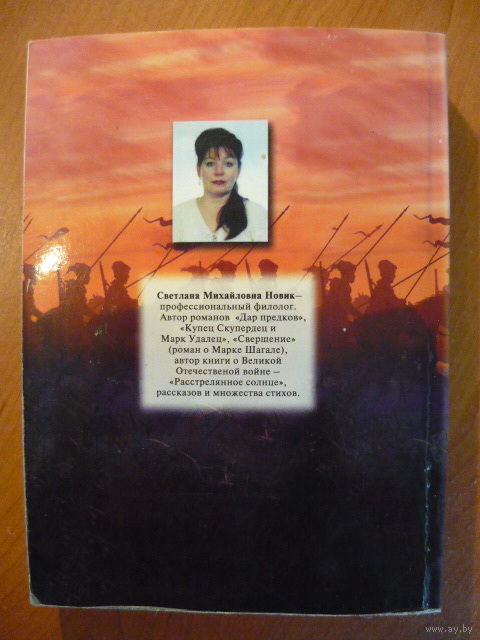 Светлана Михайловна Новик–
профессиональный филолог.
Автор романов «Дар предков»,
«Купец Скупердец и
Марк Удалец», «Свершение»
(роман о Марке Шагале),
автор книги о Великой
Отечественой войне –
«Расстрелянное солнце»,
рассказов и множества стихов.
www.ay.by